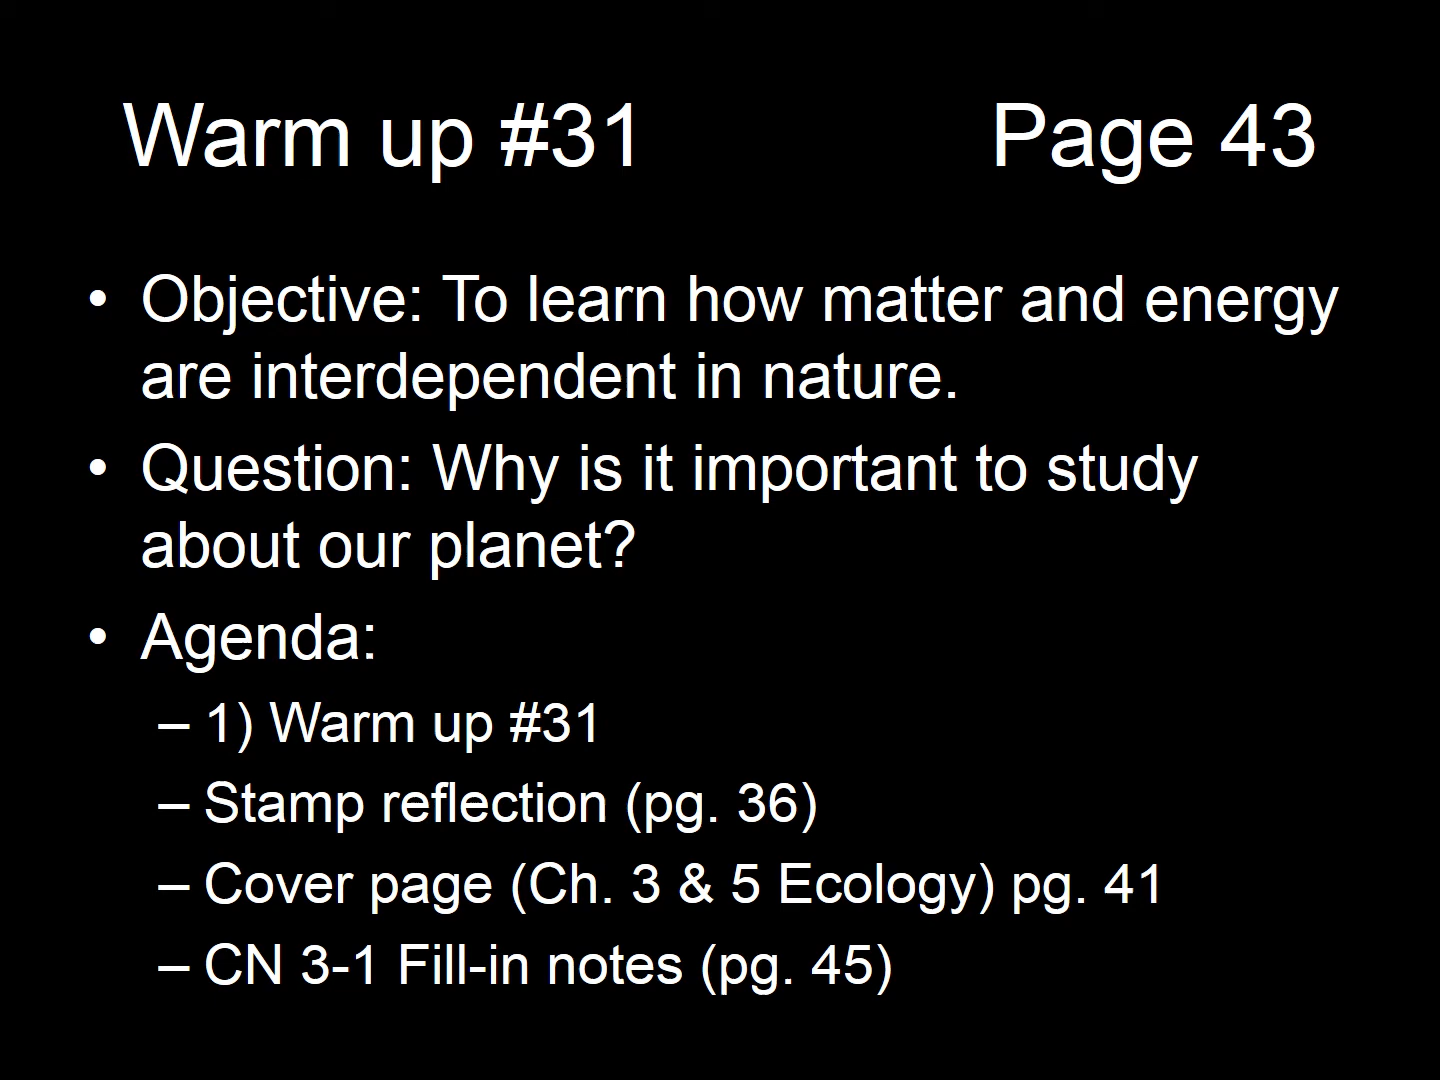 Warm up #31 Page 43
• Objective: To learn how matter and energy
are interdependent in nature.
• Question: Why is it important to study
about our planet?
• Agenda:
– 1) Warm up #31
– Stamp reflection (pg. 36)
– Cover page (Ch. 3 & 5 Ecology) pg. 41
– CN 3-1 Fill-in notes (pg. 45)